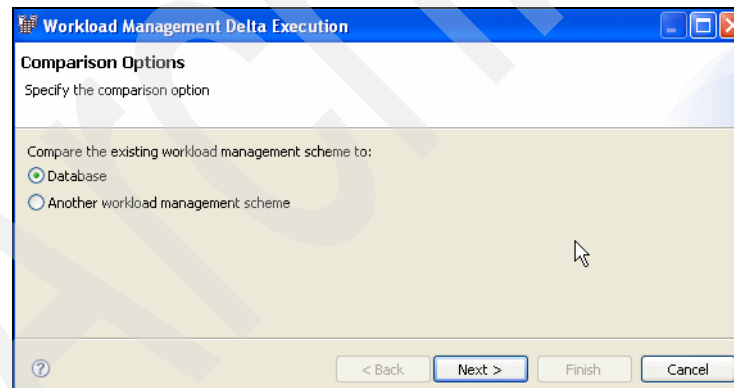 Workload Management Delta Execution
Comparison Options
Specify the comparison option
Compare the existing workload management scheme to:
Database
Another workload management scheme
? < Back Next > Finish Cancel